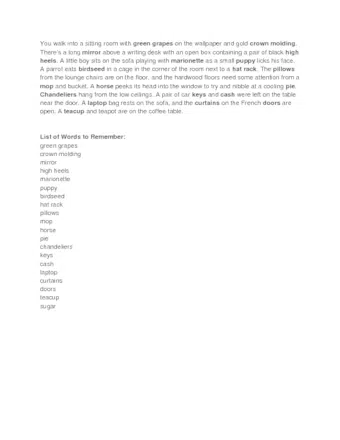 You walk into a sitting room with green grapes on the wallpaper and gold crown molding.
There's a long mirror above a writing desk with an open box containing a pair of black high
heels. A little boy sits on the sofa playing with marionette as a small puppy licks his face.
A parrot eats birdseed in a cage in the corner of the room next to a hat rack. The pillows
from the lounge chairs are on the floor, and the hardwood floors need some attention from a
mop and bucket. A horse peeks its head into the window to try and nibble at a cooling pie.
Chandeliers hang from the low ceilings. A pair of car keys and cash were left on the table
near the door. A laptop bag rests on the sofa, and the curtains on the French doors are
open. A teacup and teapot are on the coffee table.
List of Words to Remember:
green grapes
crown molding
mirror
high heels
marionette
puppy
birdseed
hat rack
pillows
mop
horse
pie
chandeliers
keys
cash
laptop
curtains
doors
teacup
sugar